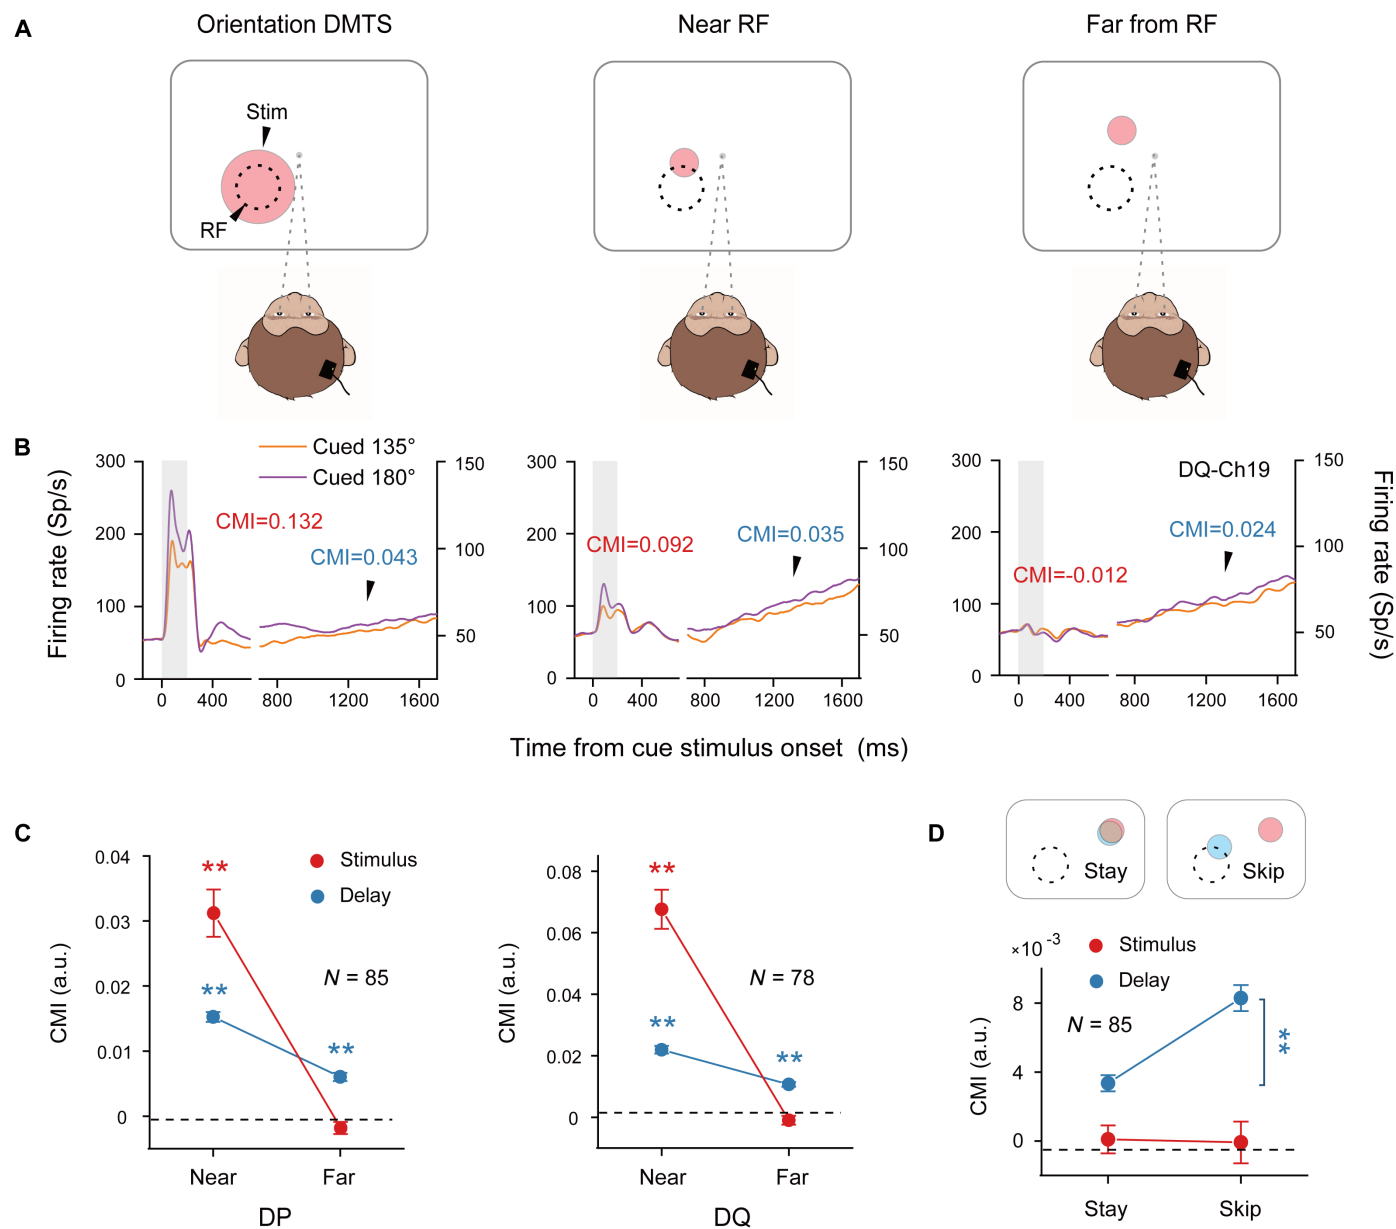 A
Orientation DMTS
Near RF
Far from RF
Stim
RF
B
Cued 135°
Cued 180°
Firing rate (Sp/s)
300
200
100
0
CMI=0.132
CMI=0.043
150
100
50
0
400
800
1200
1600
300
200
100
0
CMI=0.092
CMI=0.035
150
100
50
0
400
800
1200
1600
300
200
100
0
DQ-Ch19
CMI=-0.012
CMI=0.024
150
100
50
0
400
800
1200
1600
Firing rate (Sp/s)
Time from cue stimulus onset (ms)
C
CMI (a.u.)
0.04
0.03
0.02
0.01
0
**
**
**
Stimulus
Delay
N = 85
Near
Far
DP
CMI (a.u.)
0.08
0.06
0.04
0.02
0
**
**
**
N = 78
Near
Far
DQ
D
Stay
Skip
×10⁻³
Stimulus
Delay
N = 85
CMI (a.u.)
8
4
0
**
Stay
Skip